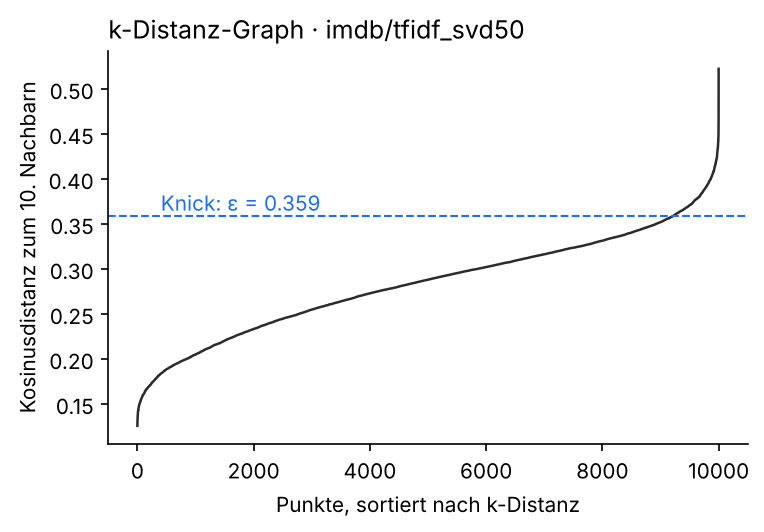 k-Distanz-Graph · imdb/tfidf_svd50
Kosinusdistanz zum 10. Nachbarn
0.50
0.45
0.40
0.35
0.30
0.25
0.20
0.15
Knick: ε = 0.359
0 2000 4000 6000 8000 10000
Punkte, sortiert nach k-Distanz